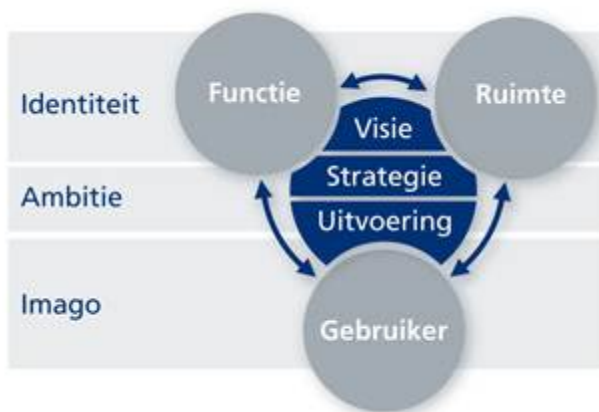 Functie
Ruimte
Identiteit
Visie
Strategie
Ambitie
Uitvoering
Imago
Gebruiker